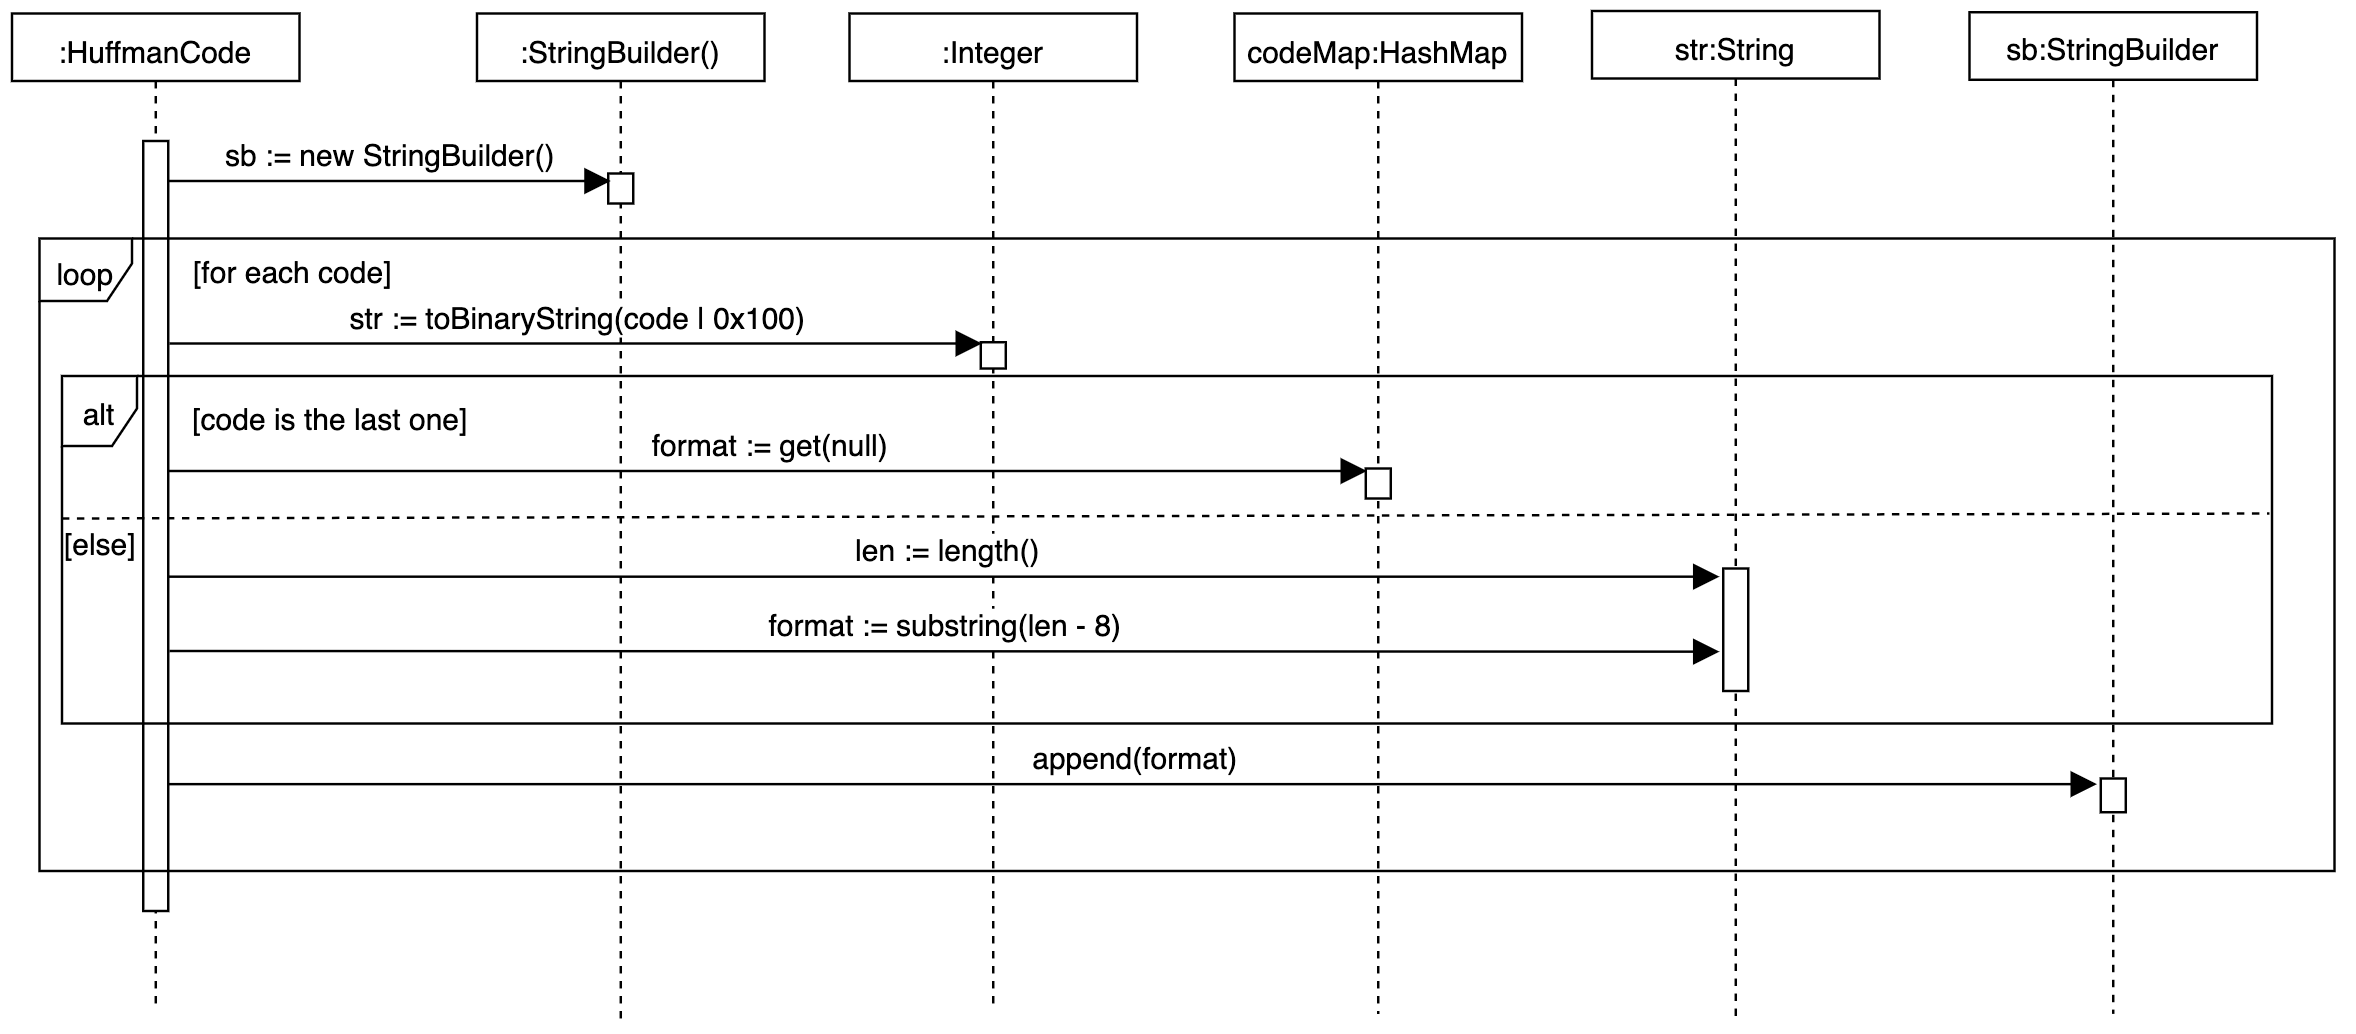 :HuffmanCode
:StringBuilder()
:Integer
codeMap:HashMap
str:String
sb:StringBuilder
sb := new StringBuilder()
loop
[for each code]
str := toBinaryString(code | 0x100)
alt
[code is the last one]
format := get(null)
[else]
len := length()
format := substring(len - 8)
append(format)